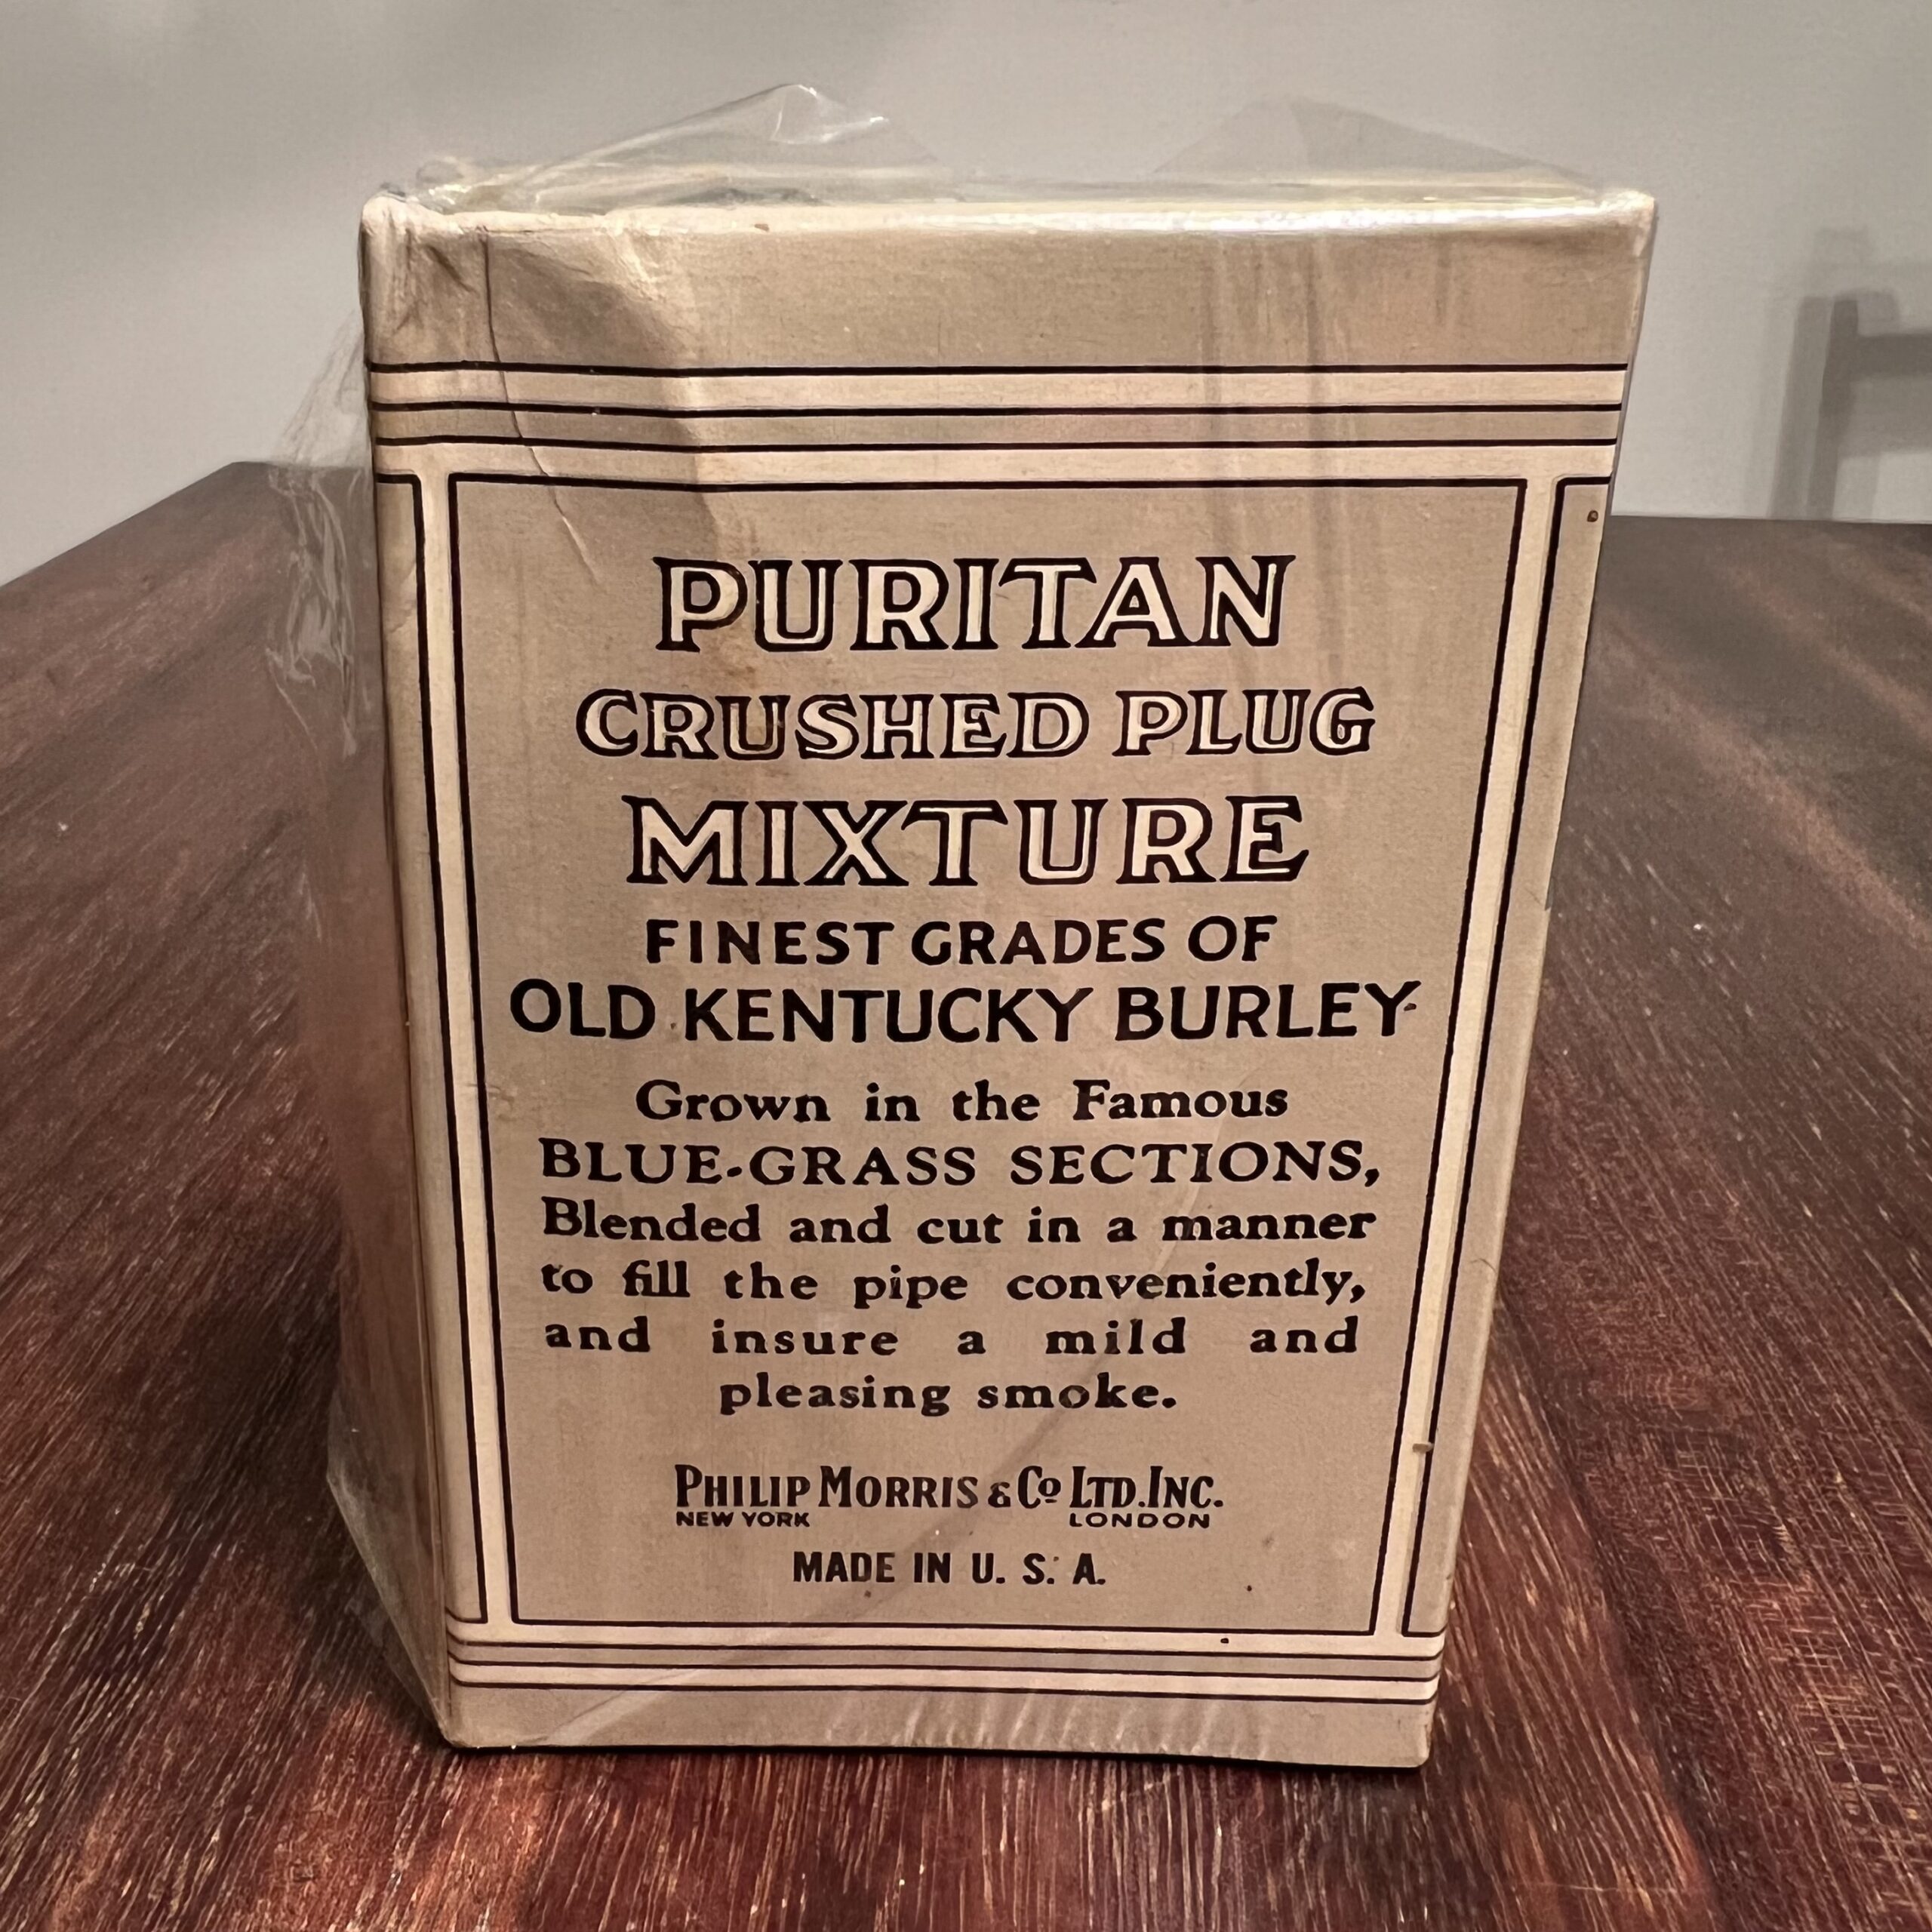 PURITAN
CRUSHED PLUG
MIXTURE
FINEST GRADES OF
OLD KENTUCKY BURLEY
Grown in the Famous
BLUE-GRASS SECTIONS,
Blended and cut in a manner
to fill the pipe conveniently,
and insure a mild and
pleasing smoke.
PHILIP MORRIS & Co LTD. INC.
NEW YORK LONDON
MADE IN U. S. A.